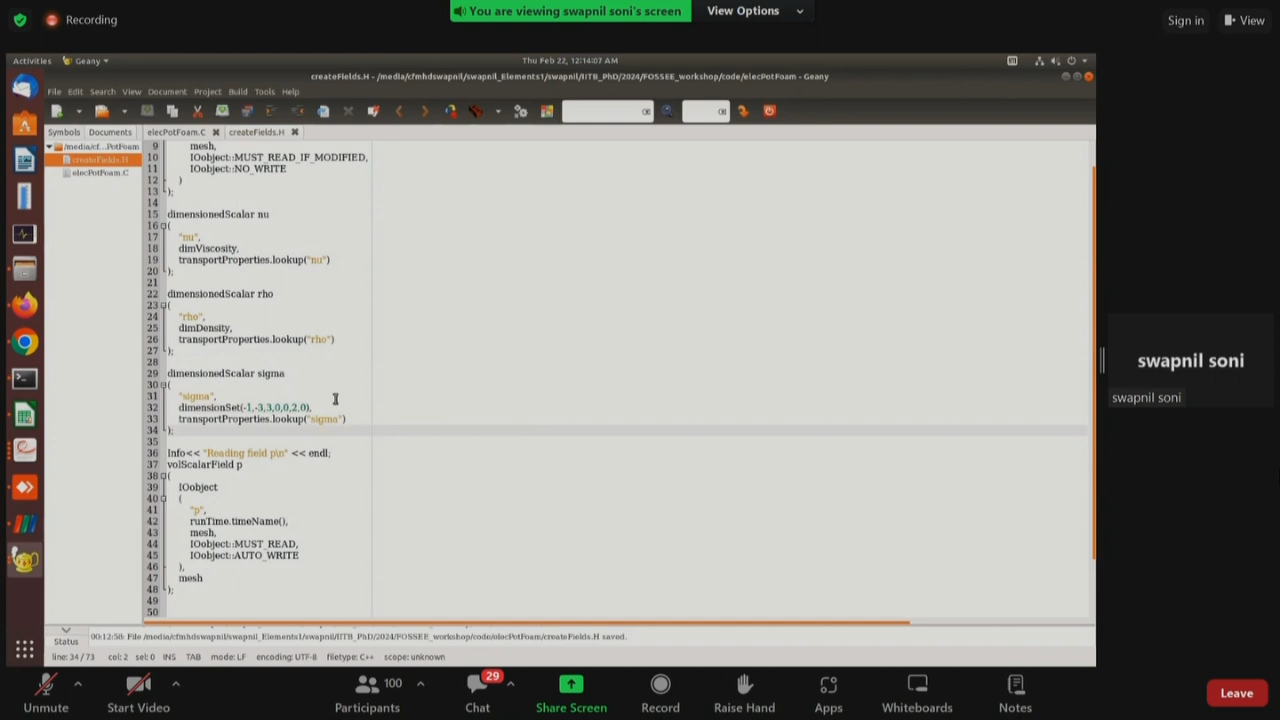 Recording
You are viewing swapnil soni's screen
View Options
Sign in
View
Activities
Geany
Thu Feb 22, 12:14:07 AM
createFields.H - /media/cfmhdswapnil/swapnil_Elements1/swapnil/IITB_PhD/2024/FOSSEE_workshop/code/elecPotFoam - Geany
File Edit Search View Document Project Build Tools Help
Symbols Documents
elecPotFoam.C
createFields.H
/media/cf...PotFoam
createFields.H
elecPotFoam.C
9 mesh,
10 IOobject::MUST_READ_IF_MODIFIED,
11 IOobject::NO_WRITE
12 )
13 );
14
15 dimensionedScalar nu
16 (
17 "nu",
18 dimViscosity,
19 transportProperties.lookup("nu")
20 );
21
22 dimensionedScalar rho
23 (
24 "rho",
25 dimDensity,
26 transportProperties.lookup("rho")
27 );
28
29 dimensionedScalar sigma
30 (
31 "sigma",
32 dimensionSet(-1,-3,3,0,0,2,0),
33 transportProperties.lookup("sigma")
34 );
35
36 Info<< "Reading field p\n" << endl;
37 volScalarField p
38 (
39 IOobject
40 (
41 "p",
42 runTime.timeName(),
43 mesh,
44 IOobject::MUST_READ,
45 IOobject::AUTO_WRITE
46 ),
47 mesh
48 );
49
50
Status
00:12:58: File /media/cfmhdswapnil/swapnil_Elements1/swapnil/IITB_PhD/2024/FOSSEE_workshop/code/elecPotFoam/createFields.H saved.
line: 34 / 73 col: 2 sel: 0 INS TAB mode: LF encoding: UTF-8 filetype: C++ scope: unknown
swapnil soni
swapnil soni
Unmute
Start Video
100
Participants
29
Chat
Share Screen
Record
Raise Hand
Apps
Whiteboards
Notes
Leave